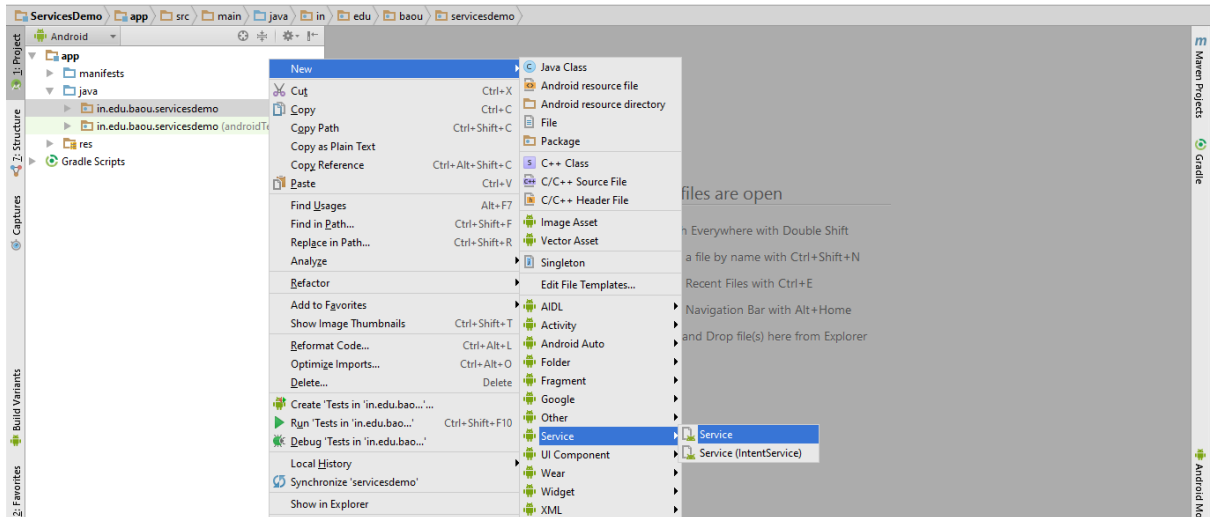 ServicesDemo app src main java in edu baou servicesdemo
1: Project
Android
app
manifests
java
in.edu.baou.servicesdemo
in.edu.baou.servicesdemo (androidTe
res
Gradle Scripts
7: Structure
Captures
Build Variants
2: Favorites
New
Cut Ctrl+X
Copy Ctrl+C
Copy Path Ctrl+Shift+C
Copy as Plain Text
Copy Reference Ctrl+Alt+Shift+C
Paste Ctrl+V
Find Usages Alt+F7
Find in Path... Ctrl+Shift+F
Replace in Path... Ctrl+Shift+R
Analyze
Refactor
Add to Favorites
Show Image Thumbnails Ctrl+Shift+T
Reformat Code... Ctrl+Alt+L
Optimize Imports... Ctrl+Alt+O
Delete... Delete
Create 'Tests in 'in.edu.bao...'...
Run 'Tests in 'in.edu.bao...' Ctrl+Shift+F10
Debug 'Tests in 'in.edu.bao...'
Local History
Synchronize 'servicesdemo'
Show in Explorer
Java Class
Android resource file
Android resource directory
File
Package
C++ Class
C/C++ Source File
C/C++ Header File
Image Asset
Vector Asset
Singleton
Edit File Templates...
AIDL
Activity
Android Auto
Folder
Fragment
Google
Other
Service
UI Component
Wear
Widget
XML
Service
Service (IntentService)
files are open
h Everywhere with Double Shift
a file by name with Ctrl+Shift+N
Recent Files with Ctrl+E
Navigation Bar with Alt+Home
and Drop file(s) here from Explorer
Maven Projects
Gradle
Android Mo